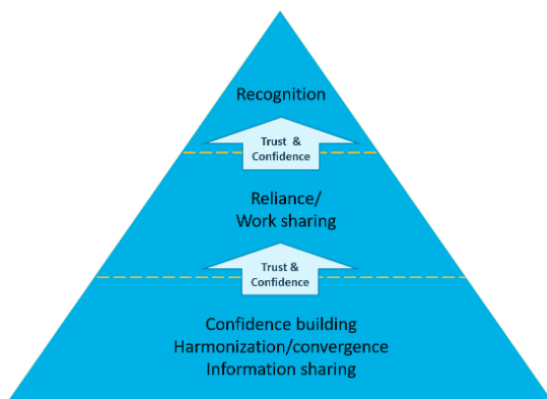 Recognition
Trust &
Confidence
Reliance/
Work sharing
Trust &
Confidence
Confidence building
Harmonization/convergence
Information sharing